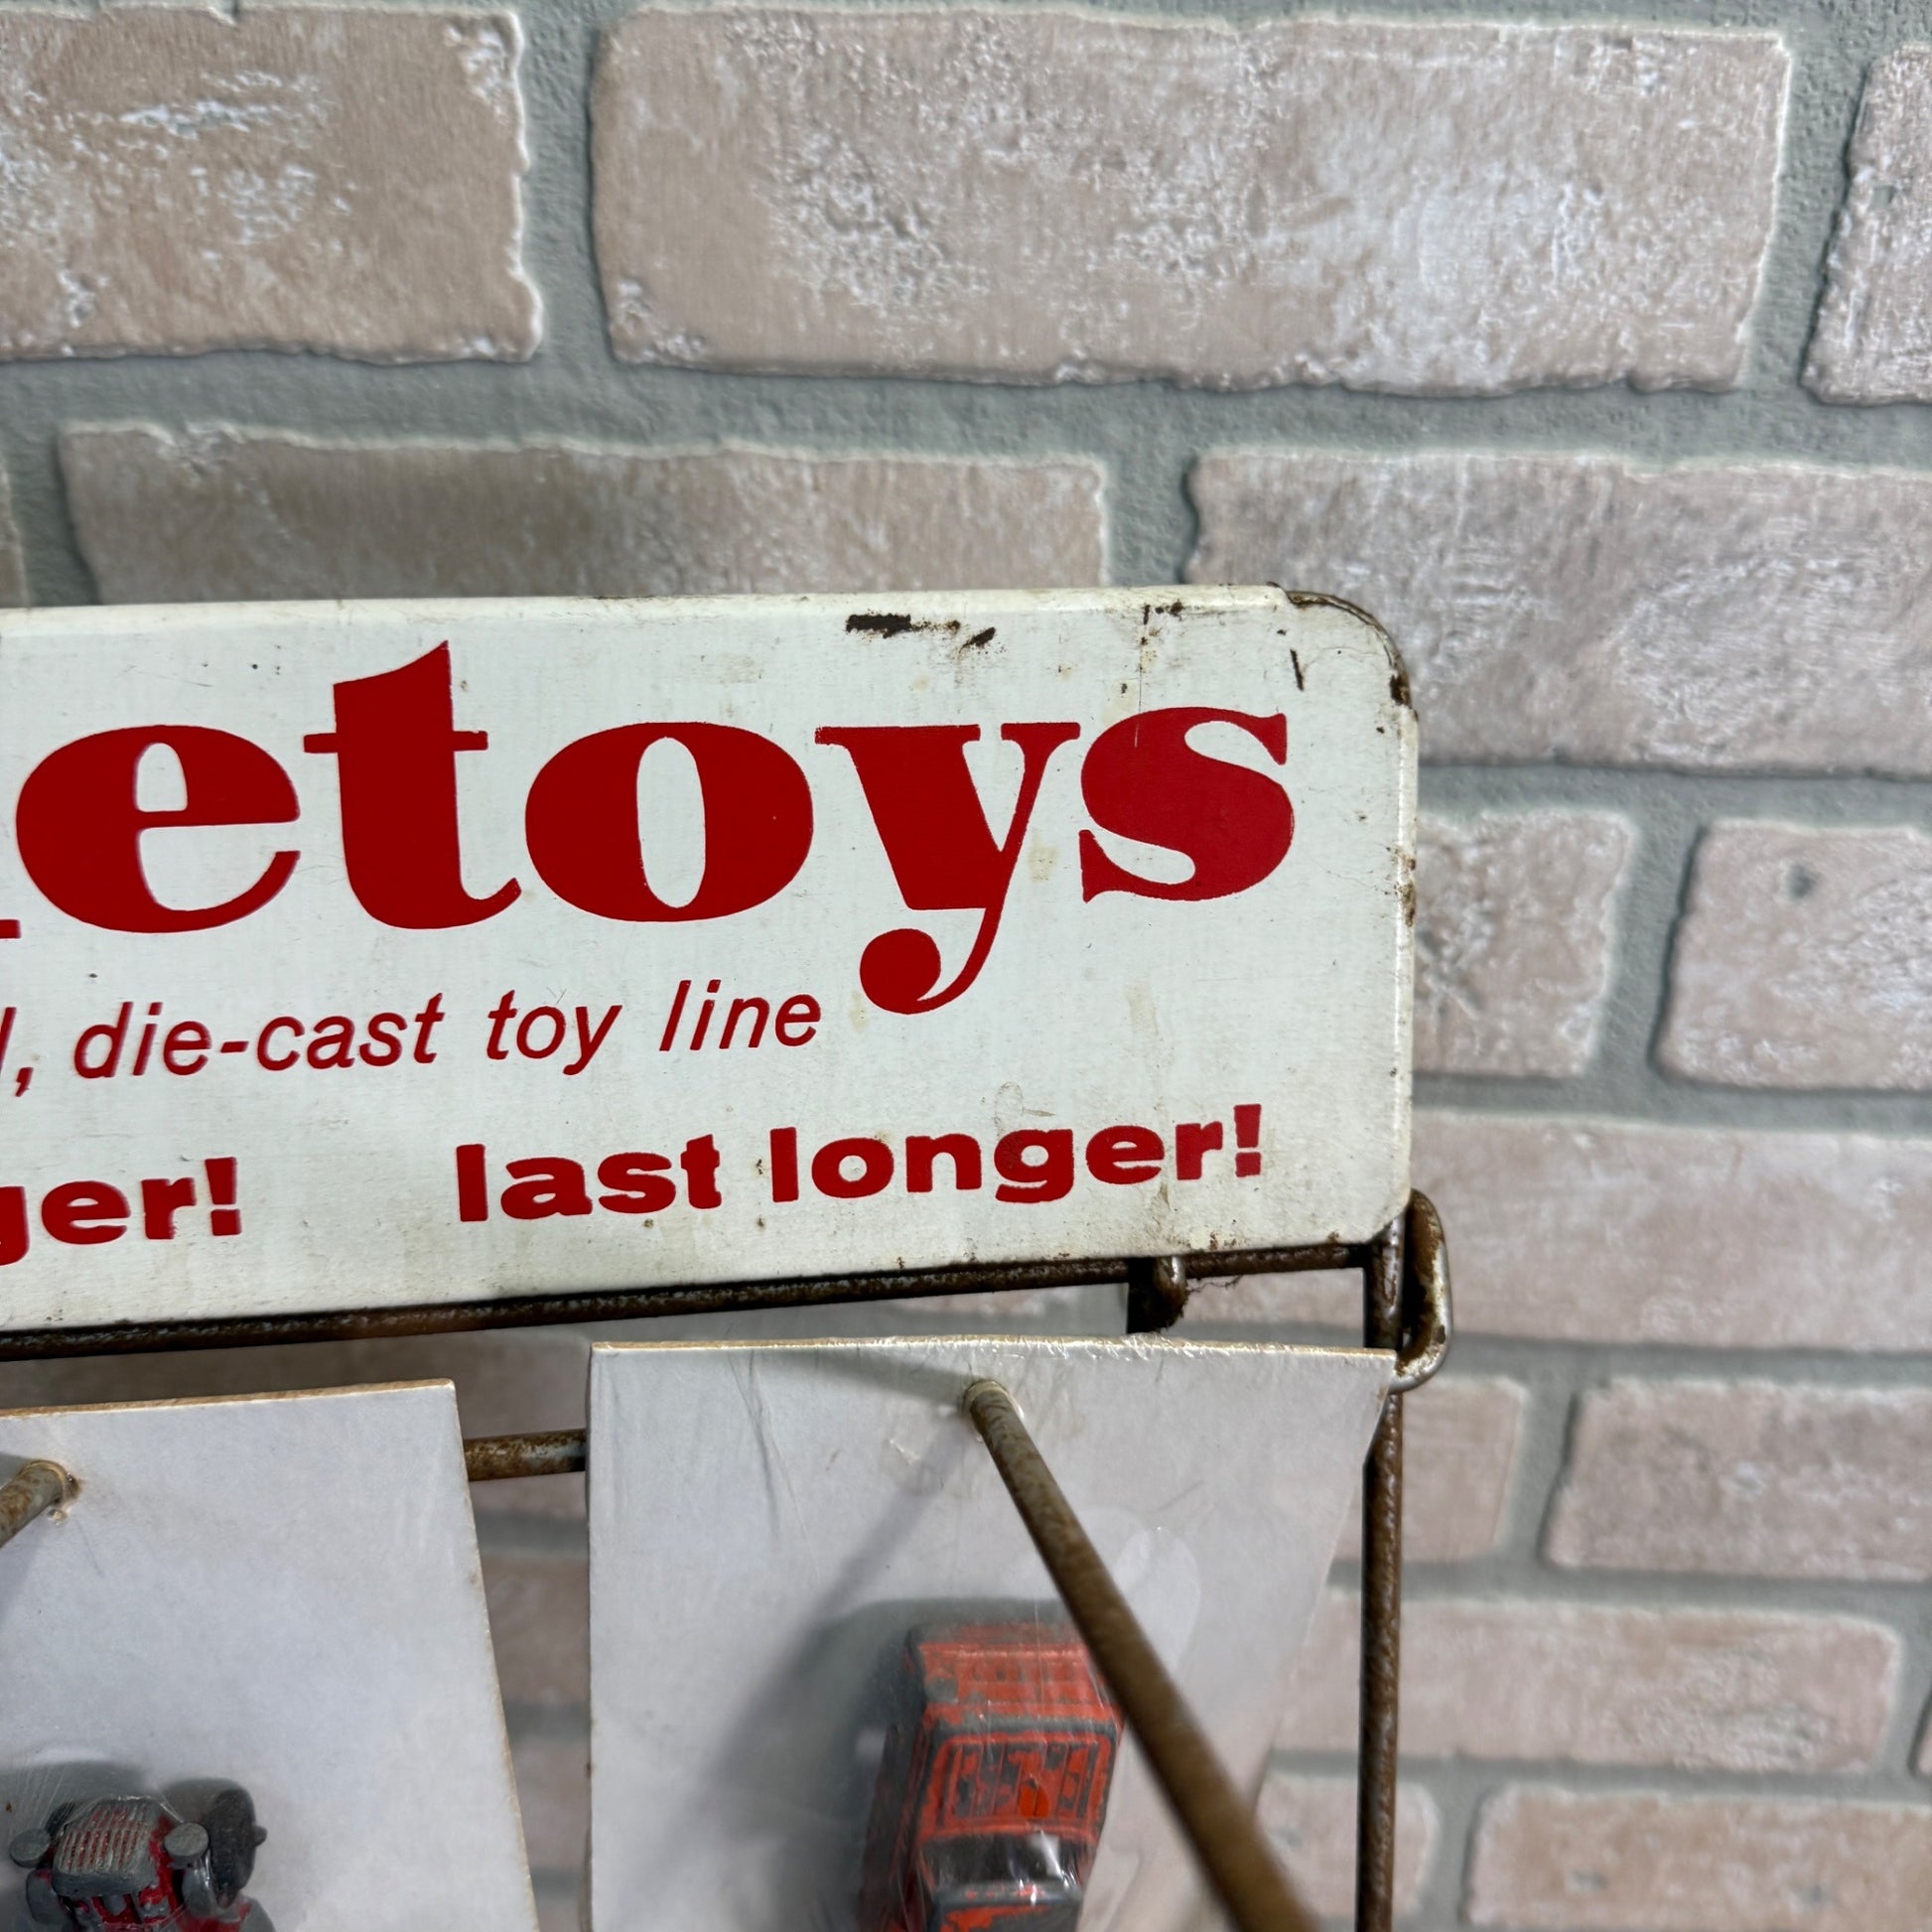 etoys
l, die-cast toy line
ger! last longer!